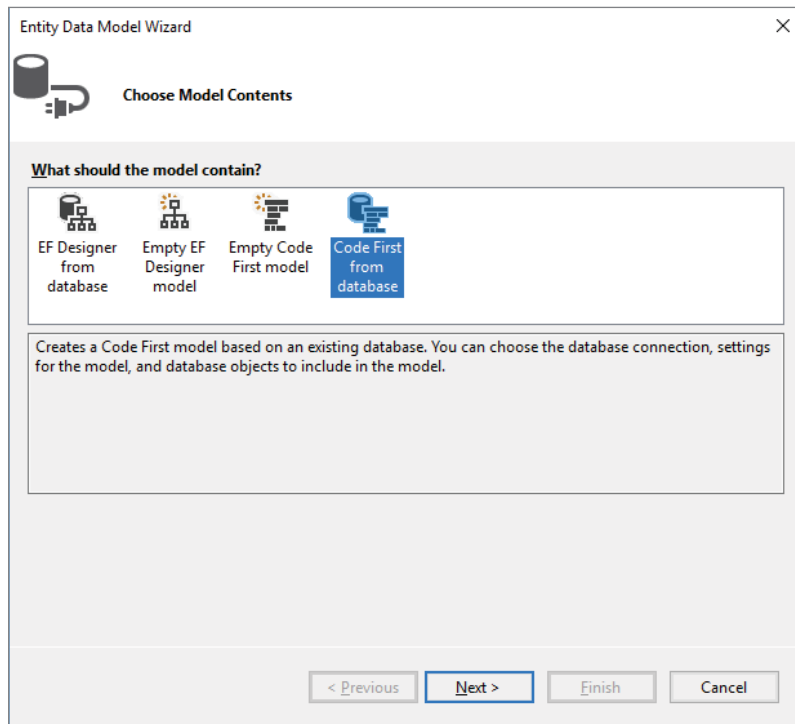 Entity Data Model Wizard
Choose Model Contents
What should the model contain?
EF Designer
from
database
Empty EF
Designer
model
Empty Code
First model
Code First
from
database
Creates a Code First model based on an existing database. You can choose the database connection, settings
for the model, and database objects to include in the model.
< Previous
Next >
Finish
Cancel